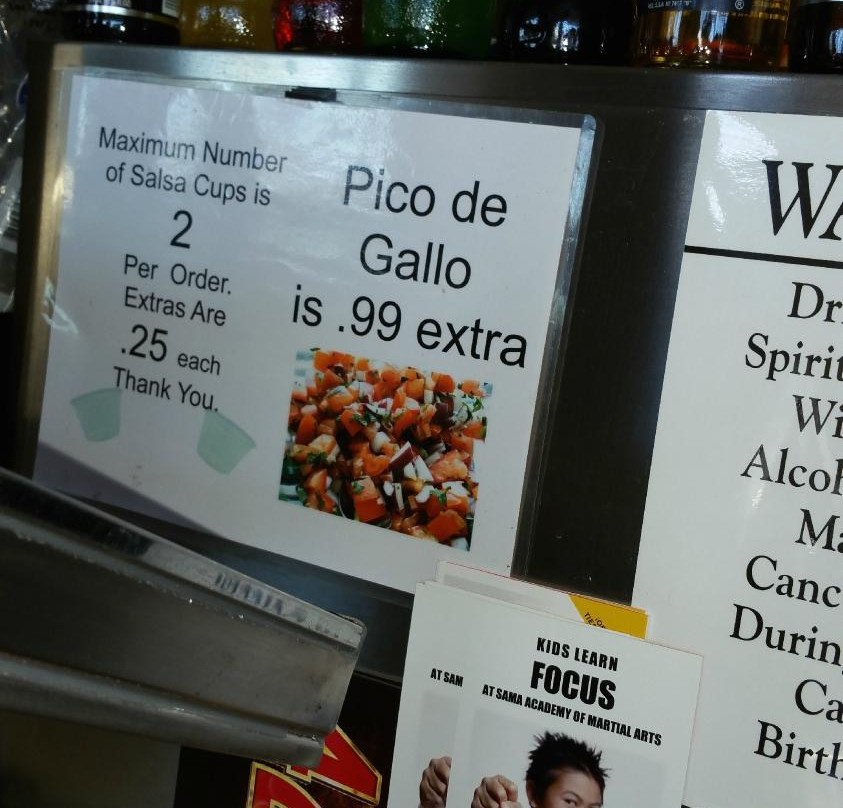 Maximum Number
of Salsa Cups is
2
Per Order.
Extras Are
.25 each
Thank You.
Pico de
Gallo
is .99 extra
KIDS LEARN
FOCUS
AT SAMA ACADEMY OF MARTIAL ARTS
AT SAM
WA
Dri
Spirit
Wi
Alcoh
Ma
Canc
During
Ca
Birth